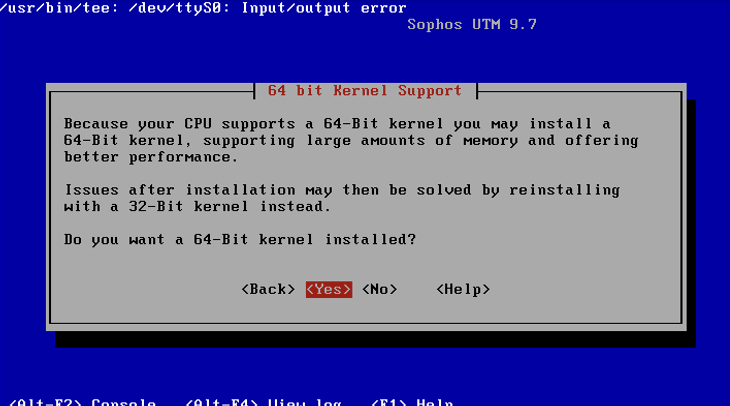 /usr/bin/tee: /dev/ttyS0: Input/output error
Sophos UTM 9.7
64 bit Kernel Support
Because your CPU supports a 64-Bit kernel you may install a
64-Bit kernel, supporting large amounts of memory and offering
better performance.
Issues after installation may then be solved by reinstalling
with a 32-Bit kernel instead.
Do you want a 64-Bit kernel installed?
<Back> <Yes> <No> <Help>
<Alt-F2> Console <Alt-F4> View log <F1> Help